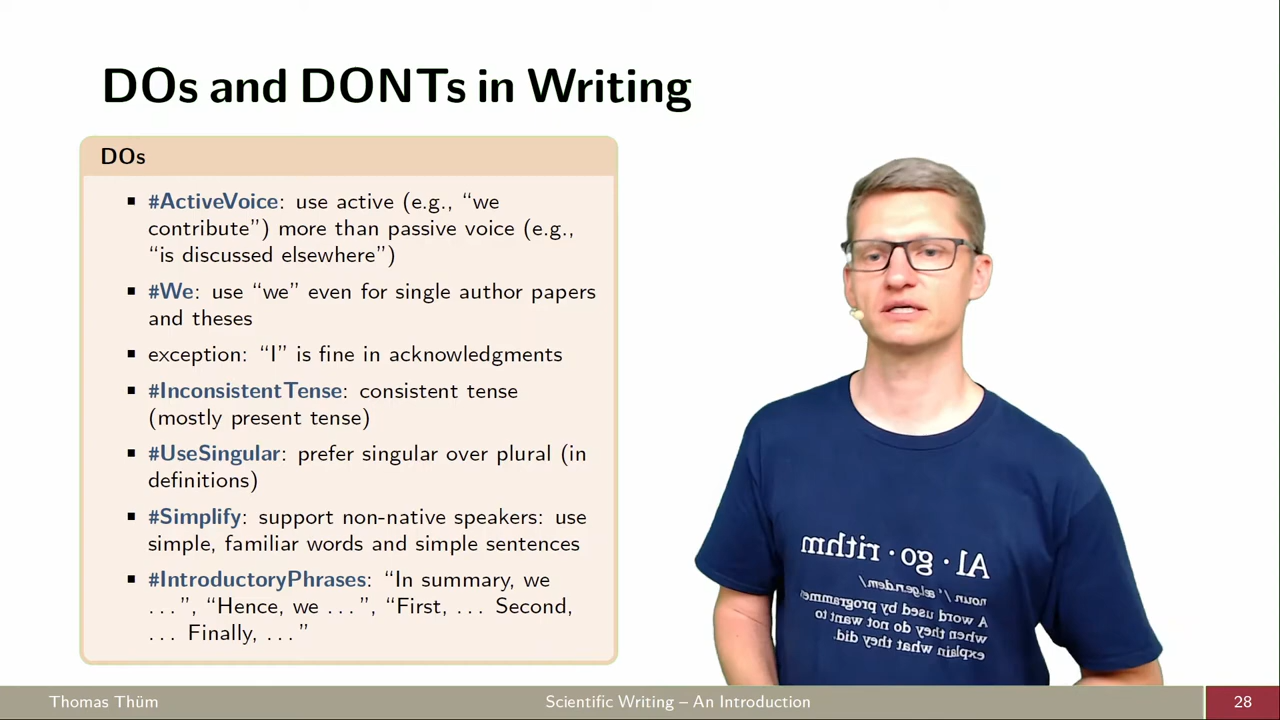 DOs and DONTs in Writing
DOs
▪ #ActiveVoice: use active (e.g., “we
contribute”) more than passive voice (e.g.,
“is discussed elsewhere”)
▪ #We: use “we” even for single author papers
and theses
▪ exception: “I” is fine in acknowledgments
▪ #InconsistentTense: consistent tense
(mostly present tense)
▪ #UseSingular: prefer singular over plural (in
definitions)
▪ #Simplify: support non-native speakers: use
simple, familiar words and simple sentences
▪ #IntroductoryPhrases: “In summary, we
. . . ”, “Hence, we . . . ”, “First, . . . Second,
. . . Finally, . . . ”
Al·go·rithm
noun /ˈælgəˌrɪðəm/
A word used by programmers
when they do not want to
explain what they did.
Thomas Thüm
Scientific Writing – An Introduction
28